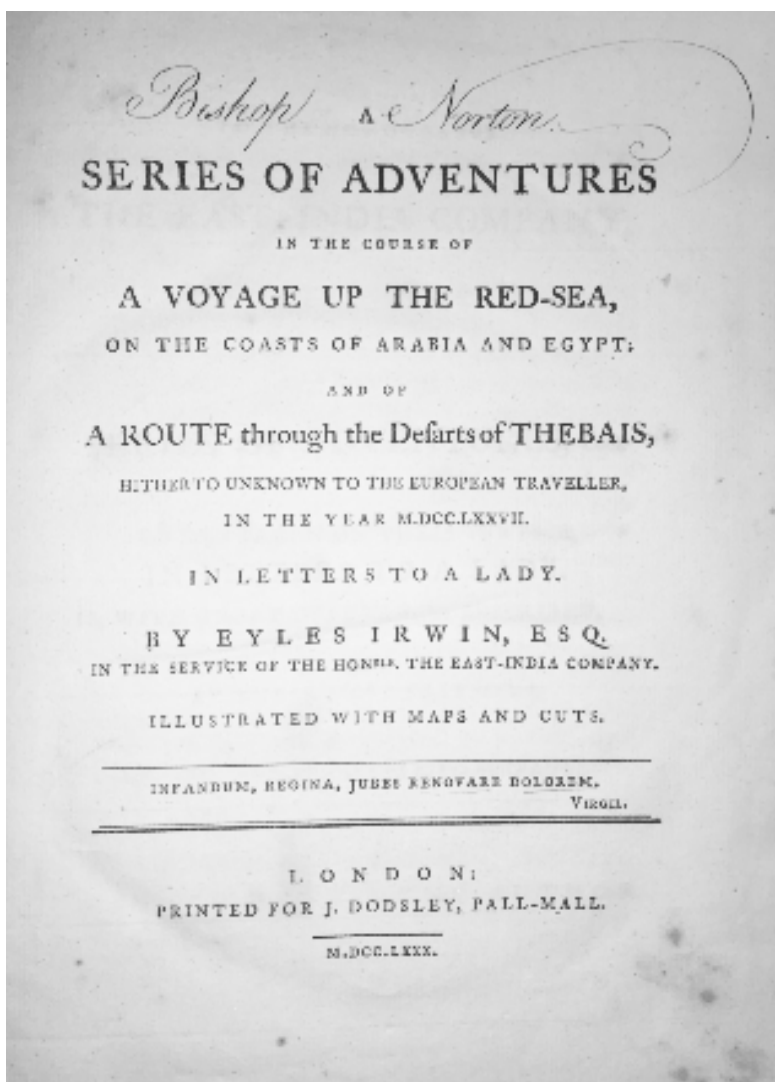 Bishop A Norton.
SERIES OF ADVENTURES
IN THE COURSE OF
A VOYAGE UP THE RED-SEA,
ON THE COASTS OF ARABIA AND EGYPT;
AND OF
A ROUTE through the Deſarts of THEBAIS,
HITHERTO UNKNOWN TO THE EUROPEAN TRAVELLER,
IN THE YEAR M.DCC.LXXVII.
IN LETTERS TO A LADY.
BY EYLES IRWIN, ESQ.
IN THE SERVICE OF THE HONBLE. THE EAST-INDIA COMPANY.
ILLUSTRATED WITH MAPS AND CUTS.
INFANDUM, REGINA, JUBES RENOVARE DOLOREM.
VIRGIL.
LONDON:
PRINTED FOR J. DODSLEY, PALL-MALL.
M.DCC.LXXX.